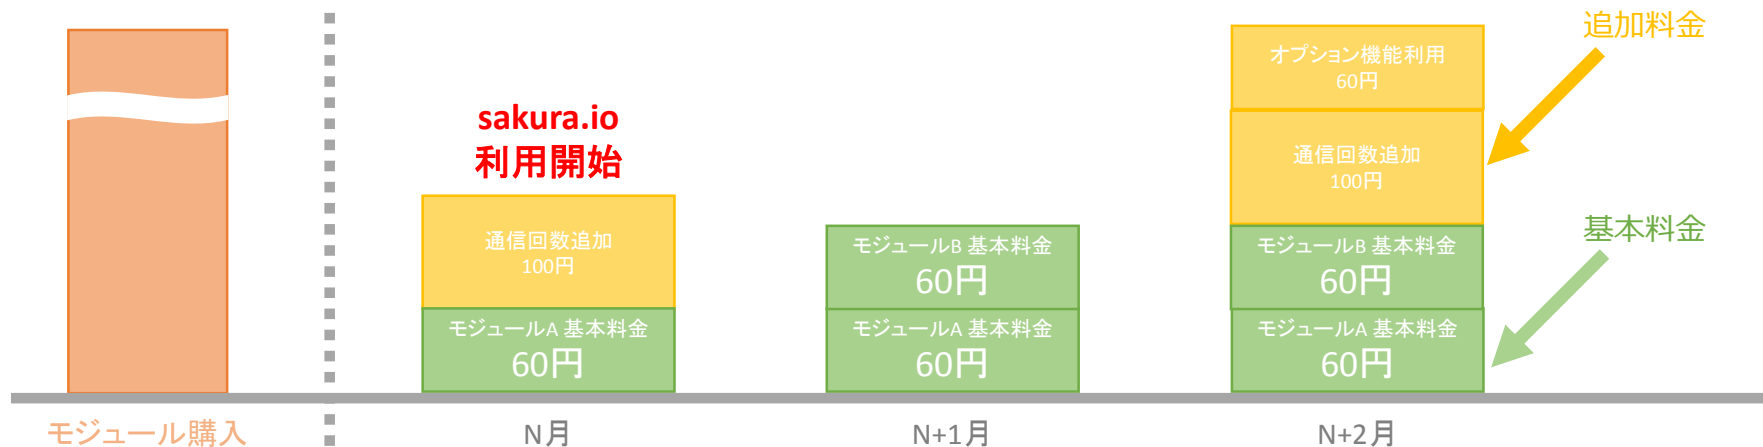 sakura.io
利用開始
通信回数追加
100円
モジュールA 基本料金
60円
モジュールB 基本料金
60円
モジュールA 基本料金
60円
オプション機能利用
60円
通信回数追加
100円
モジュールB 基本料金
60円
モジュールA 基本料金
60円
追加料金
基本料金
モジュール購入
N月
N+1月
N+2月